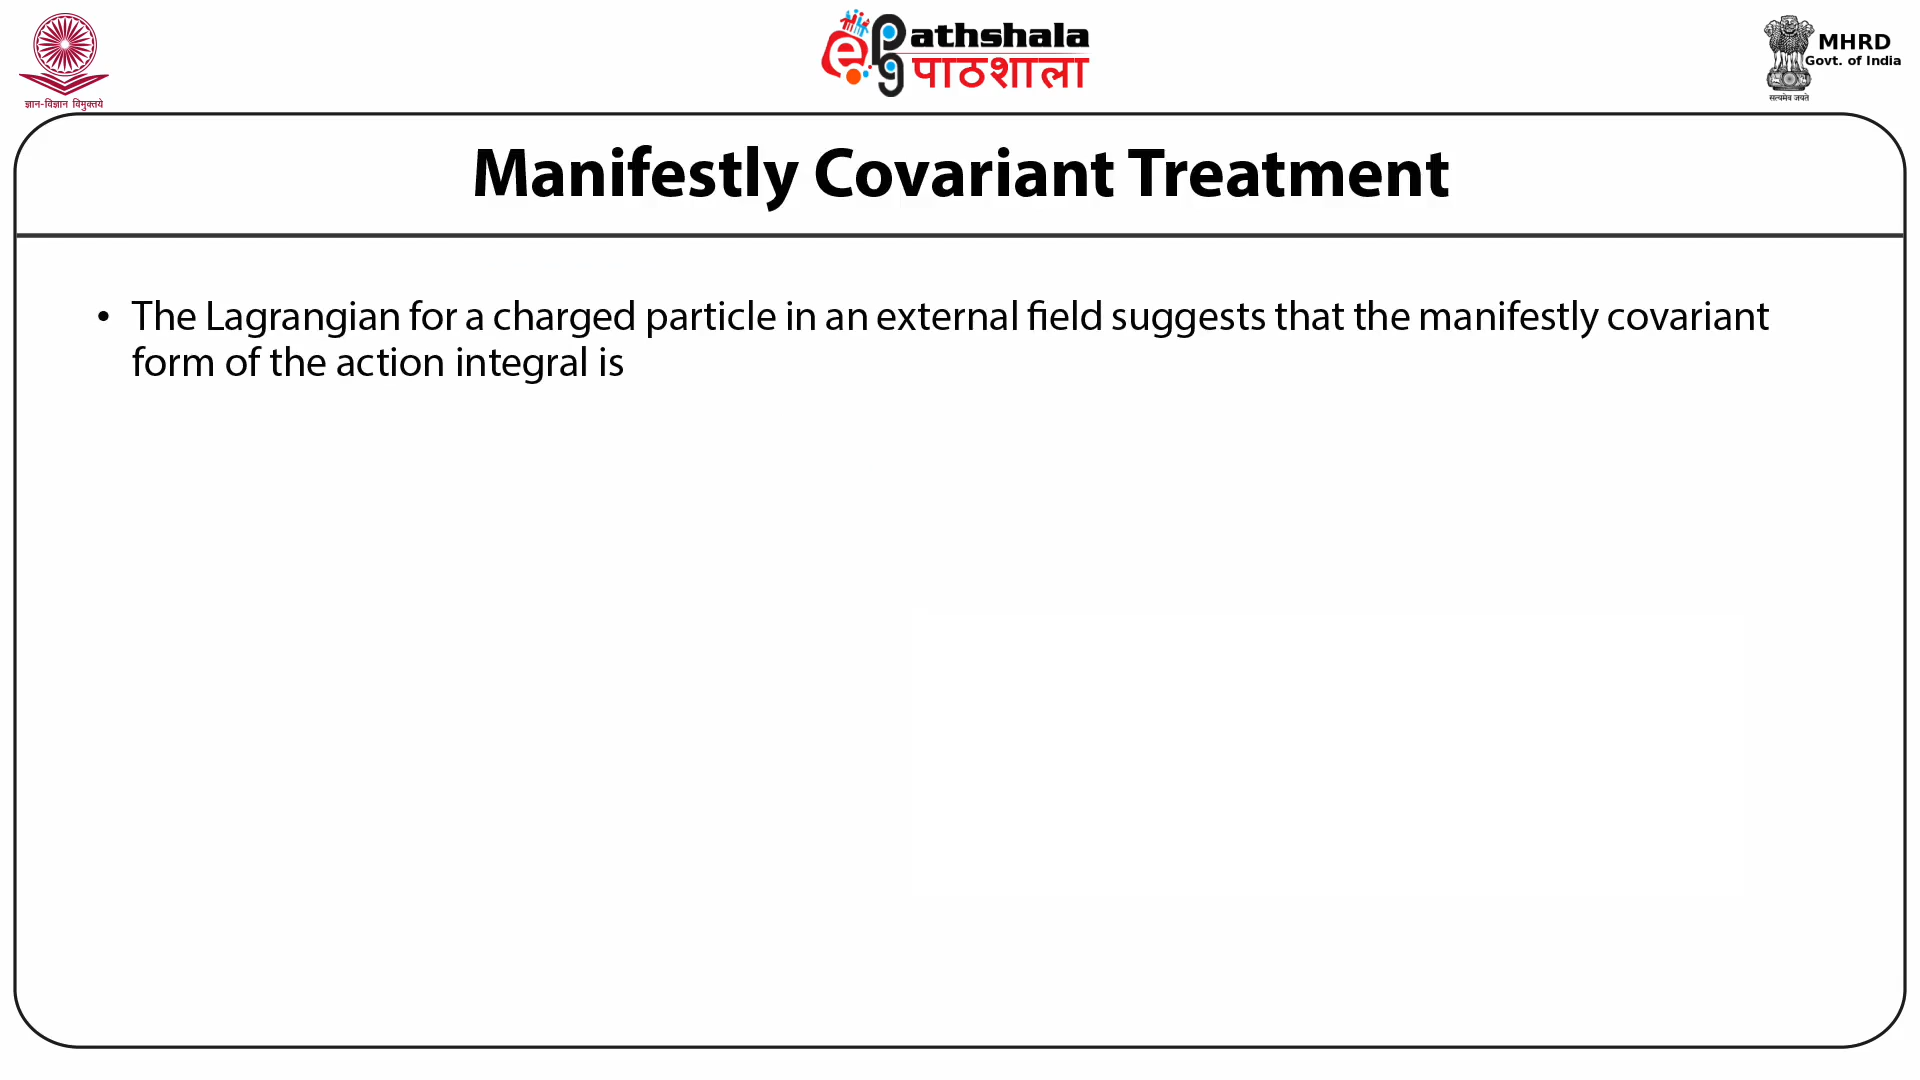 ज्ञान-विज्ञान विमुक्तये
e Pg athshala
पाठशाला
MHRD
Govt. of India
सत्यमेव जयते
Manifestly Covariant Treatment
• The Lagrangian for a charged particle in an external field suggests that the manifestly covariant
form of the action integral is